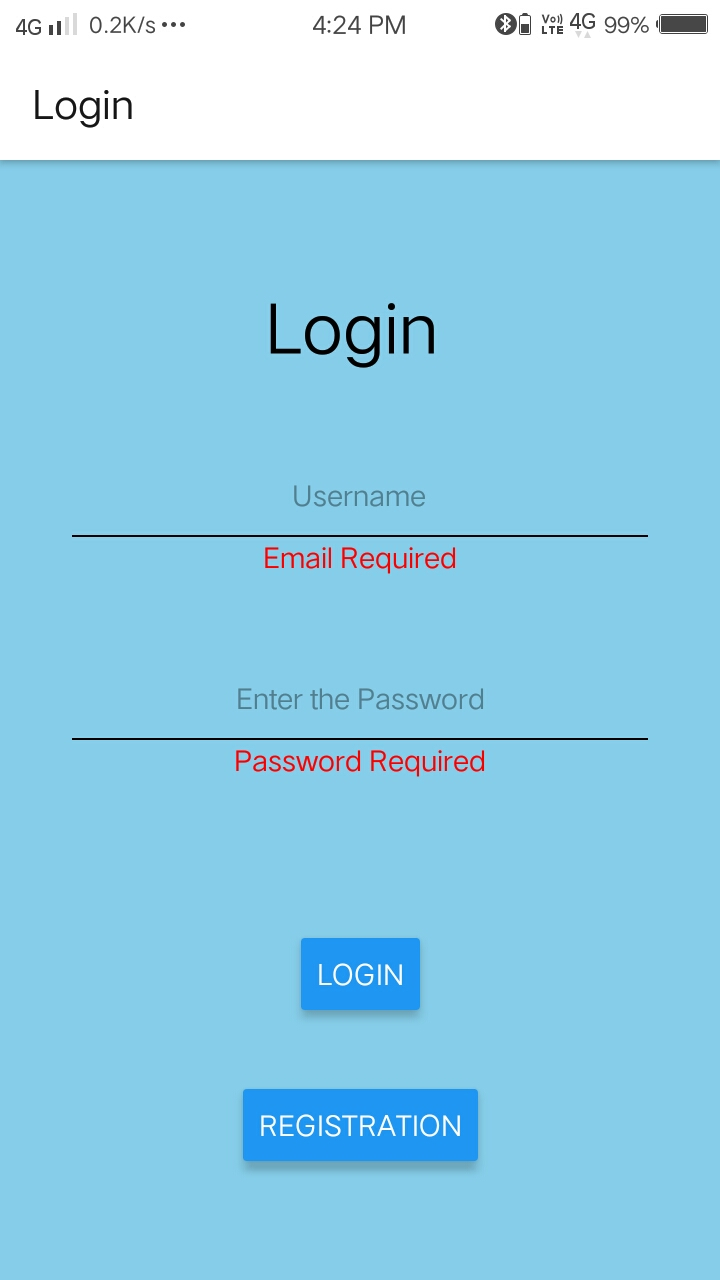 4G 0.2K/s ... 4:24 PM Vo)) LTE 4G 99%
Login
Login
Username
Email Required
Enter the Password
Password Required
LOGIN
REGISTRATION